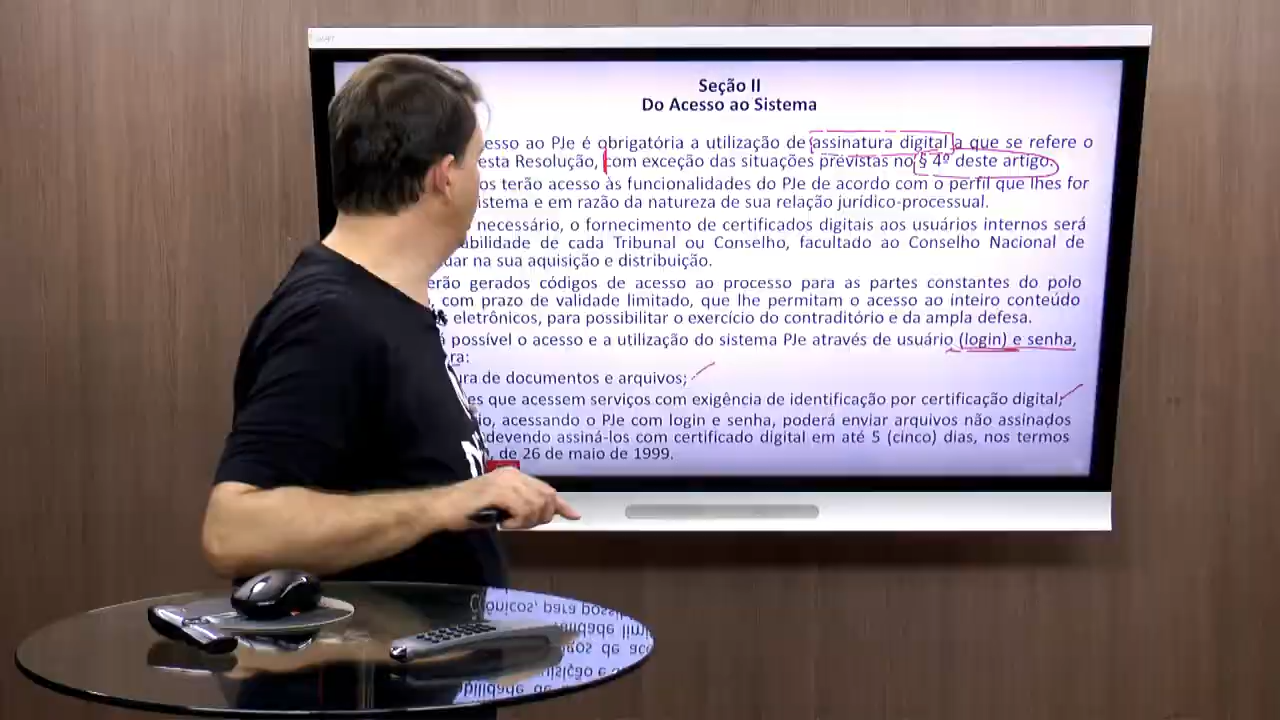 Seção II
Do Acesso ao Sistema
esso ao PJe é obrigatória a utilização de assinatura digital a que se refere o
esta Resolução, com exceção das situações previstas no § 4º deste artigo.
os terão acesso às funcionalidades do PJe de acordo com o perfil que lhes for
istema e em razão da natureza de sua relação jurídico-processual.
necessário, o fornecimento de certificados digitais aos usuários internos será
abilidade de cada Tribunal ou Conselho, facultado ao Conselho Nacional de
uar na sua aquisição e distribuição.
erão gerados códigos de acesso ao processo para as partes constantes do polo
, com prazo de validade limitado, que lhe permitam o acesso ao inteiro conteúdo
s eletrônicos, para possibilitar o exercício do contraditório e da ampla defesa.
á possível o acesso e a utilização do sistema PJe através de usuário (login) e senha,
ra:
ura de documentos e arquivos;
es que acessem serviços com exigência de identificação por certificação digital;
io, acessando o PJe com login e senha, poderá enviar arquivos não assinados
devendo assiná-los com certificado digital em até 5 (cinco) dias, nos termos
, de 26 de maio de 1999.